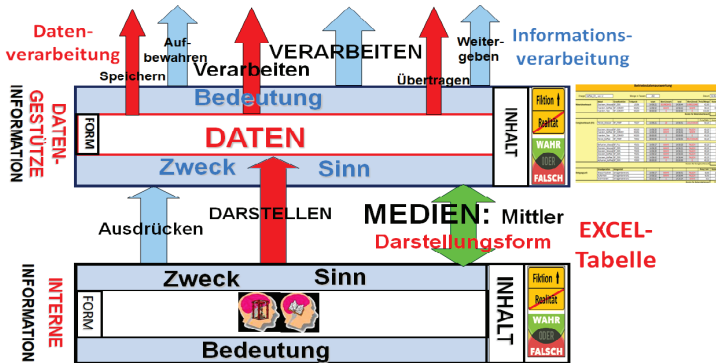 Daten-
verarbeitung
Auf-
bewahren
VERARBEITEN
Weiter-
geben
Informations-
verarbeitung
Speichern
Verarbeiten
Übertragen
DATEN-
GESTÜTZE
INFORMATION
Bedeutung
FORM
DATEN
INHALT
Zweck
Sinn
Fiktion
Realität
WAHR
ODER
FALSCH
Ausdrücken
DARSTELLEN
MEDIEN: Mittler
Darstellungsform
EXCEL-
Tabelle
INTERNE
INFORMATION
Zweck
Sinn
FORM
INHALT
Bedeutung
Fiktion
Realität
WAHR
ODER
FALSCH